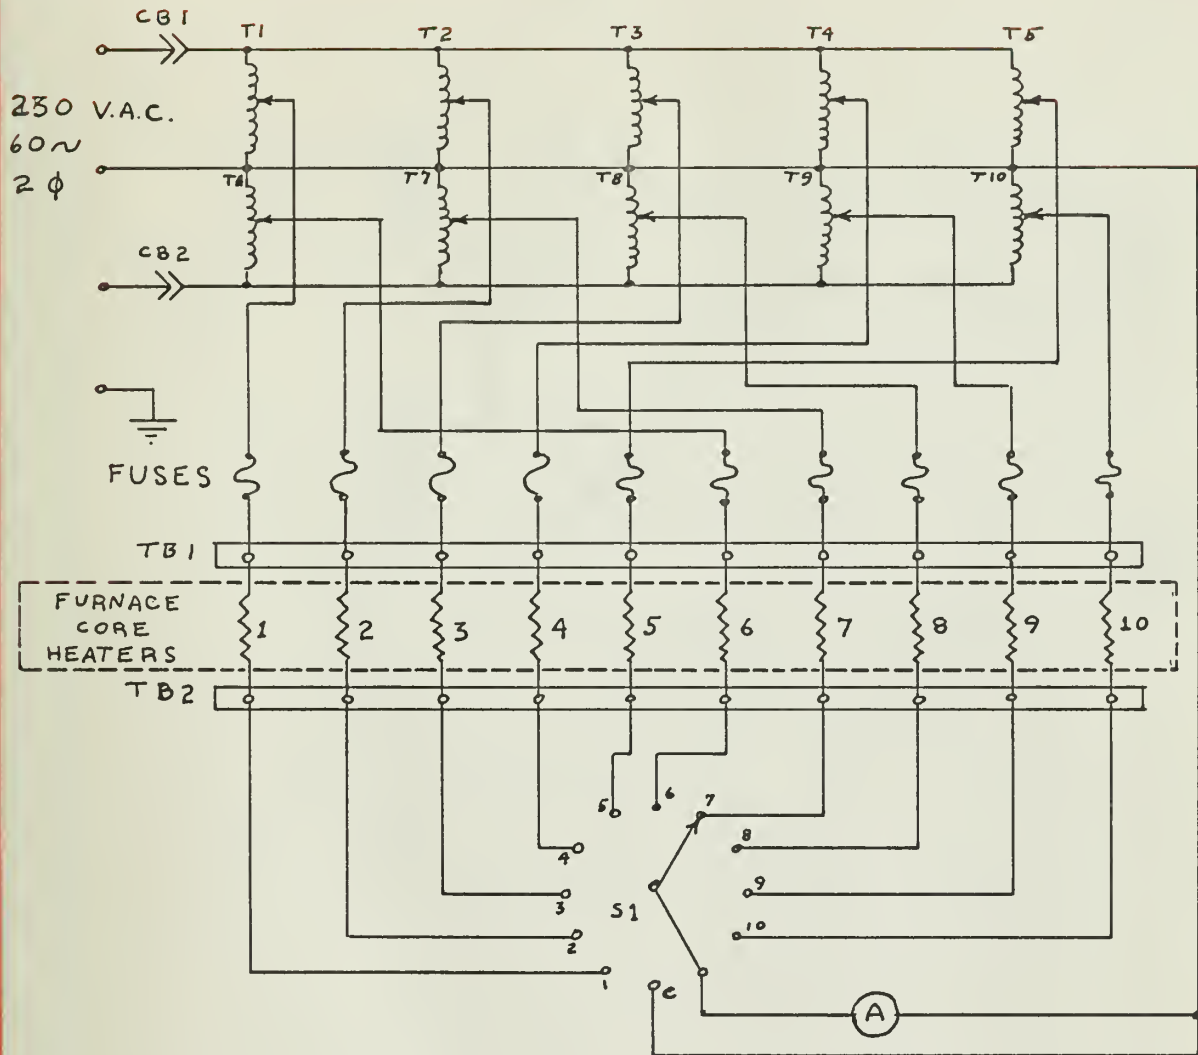 CB1
T1 T2 T3 T4 T5
230 V.A.C.
60~
2 ϕ
T6 T7 T8 T9 T10
CB2
FUSES
TB1
FURNACE
CORE
HEATERS
1 2 3 4 5 6 7 8 9 10
TB2
5 6 7
4 8
3 9
S1
2 10
1
C
A